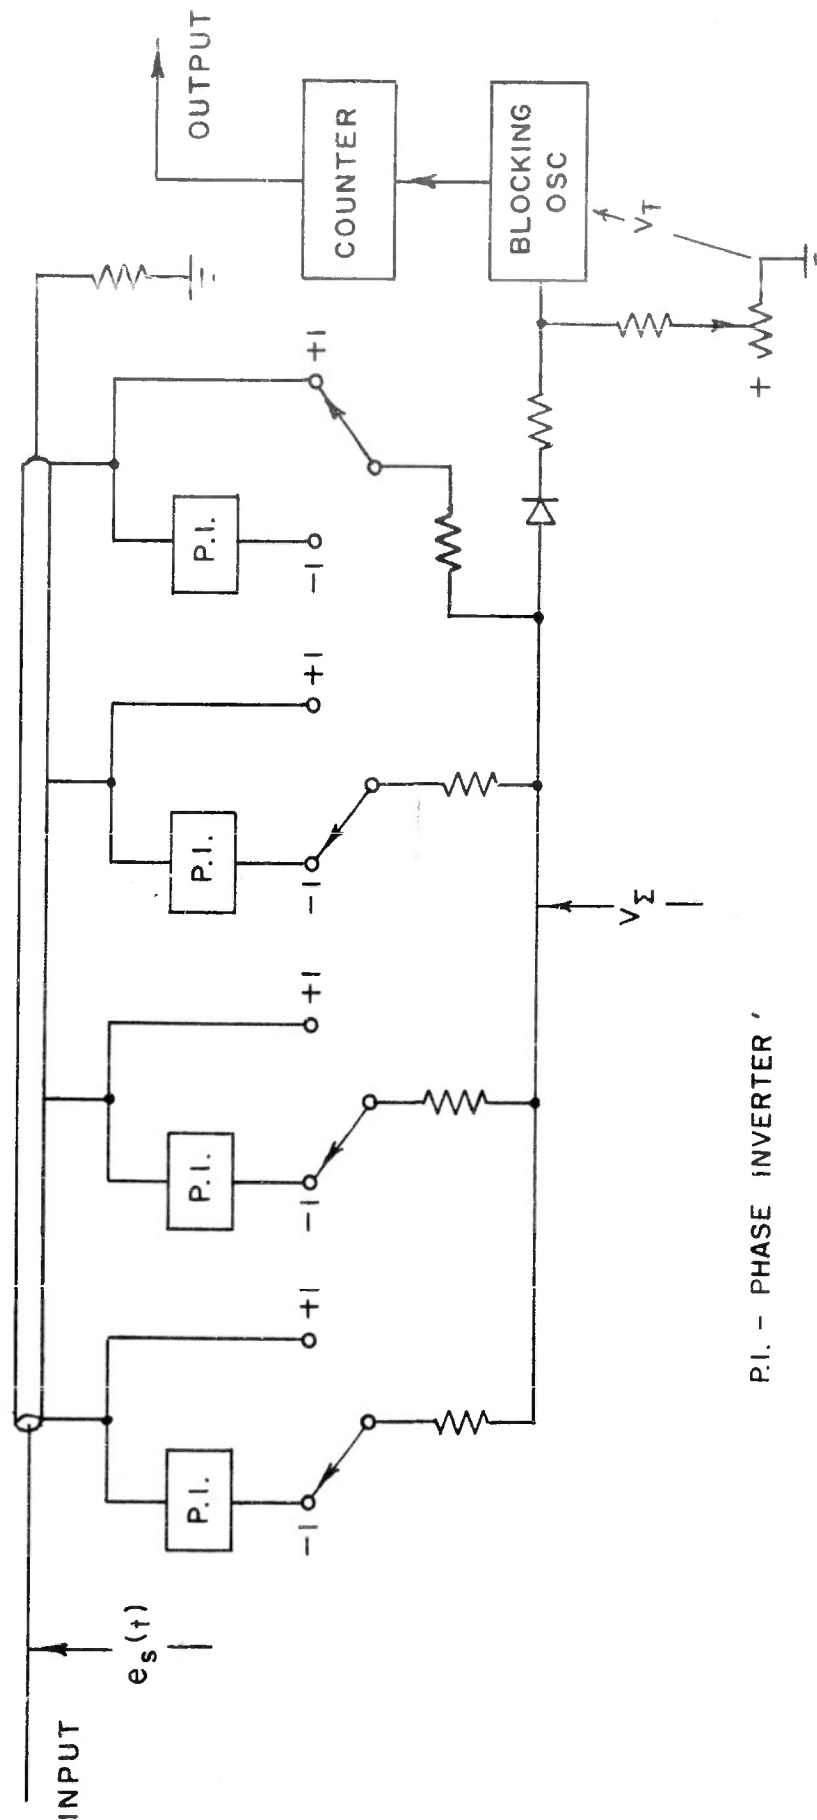 INPUT
e_s(t)
P.I.
-1
+1
P.I.
-1
+1
P.I.
-1
+1
P.I.
-1
+1
V_Σ
+
V_T
BLOCKING
OSC
COUNTER
OUTPUT
P.I. - PHASE INVERTER